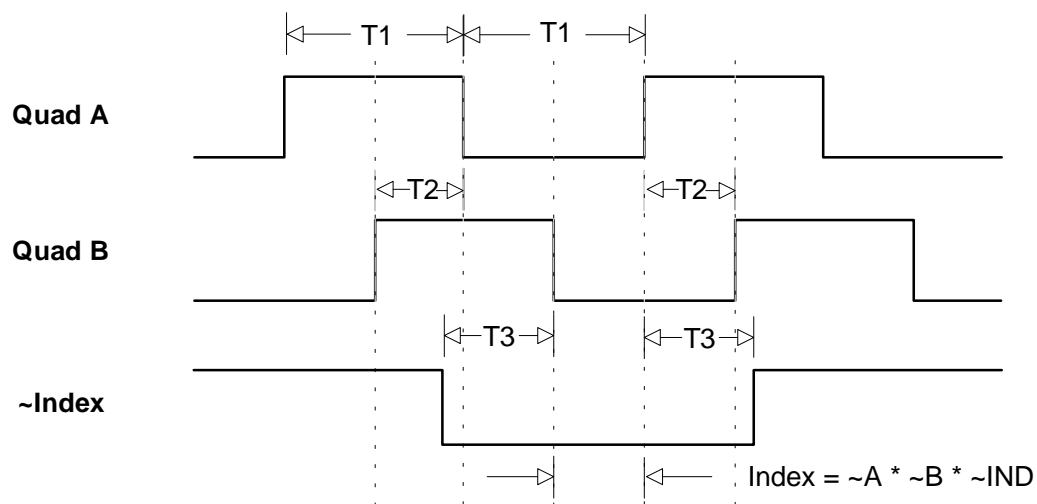 T1 T1
Quad A
T2 T2
Quad B
T3 T3
~Index
Index = ~A * ~B * ~IND